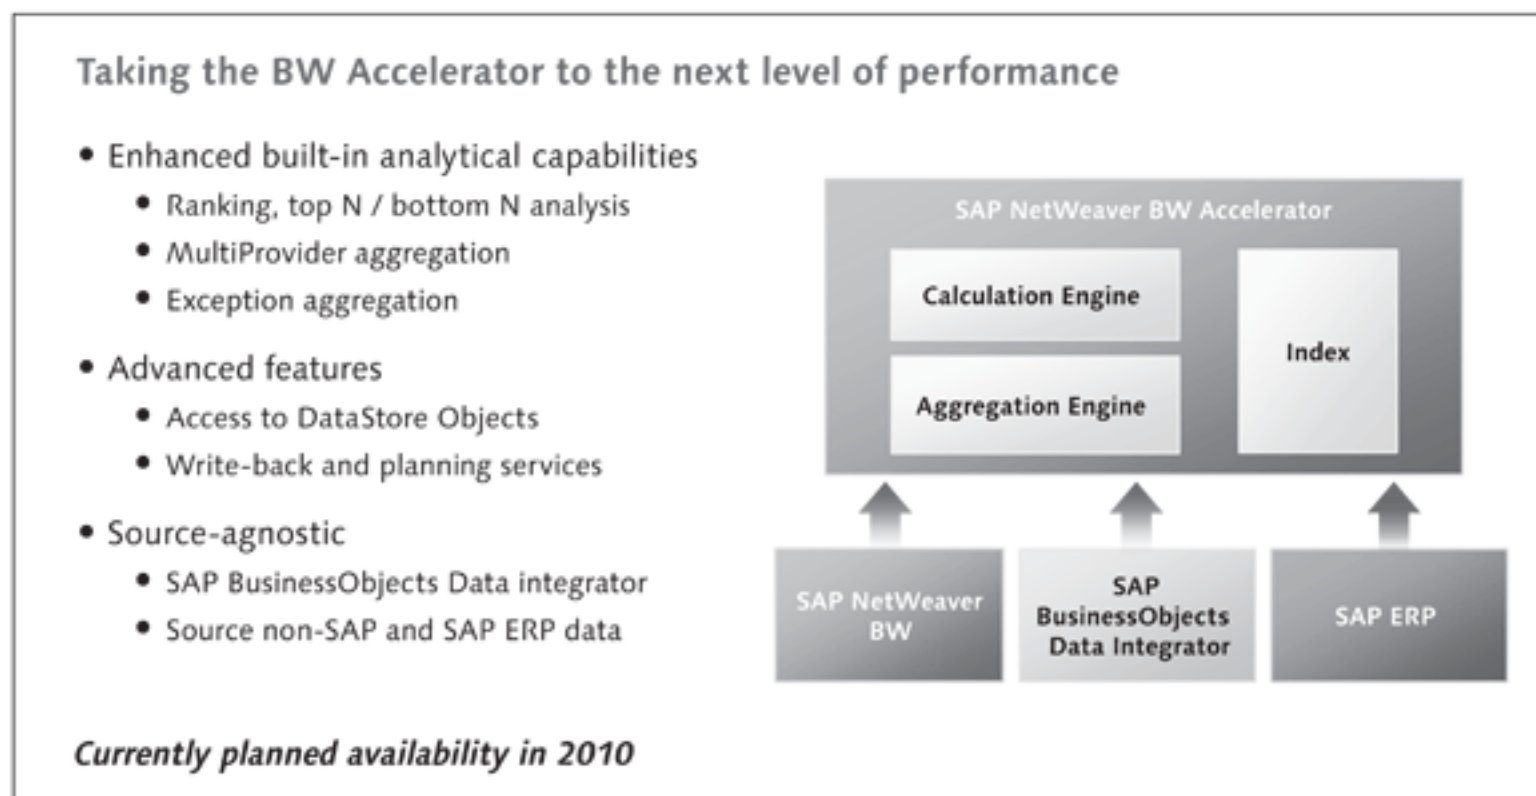 Taking the BW Accelerator to the next level of performance
• Enhanced built-in analytical capabilities
• Ranking, top N / bottom N analysis
• MultiProvider aggregation
• Exception aggregation
• Advanced features
• Access to DataStore Objects
• Write-back and planning services
• Source-agnostic
• SAP BusinessObjects Data integrator
• Source non-SAP and SAP ERP data
Currently planned availability in 2010
SAP NetWeaver BW Accelerator
Calculation Engine
Aggregation Engine
Index
SAP NetWeaver
BW
SAP
BusinessObjects
Data Integrator
SAP ERP